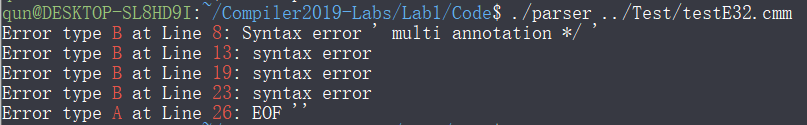 qun@DESKTOP-SL8HD9I:~/Compiler2019-Labs/Lab1/Code$ ./parser ../Test/testE32.cmm
Error type B at Line 8: Syntax error ' multi annotation */ '
Error type B at Line 13: syntax error
Error type B at Line 19: syntax error
Error type B at Line 23: syntax error
Error type A at Line 26: EOF ''